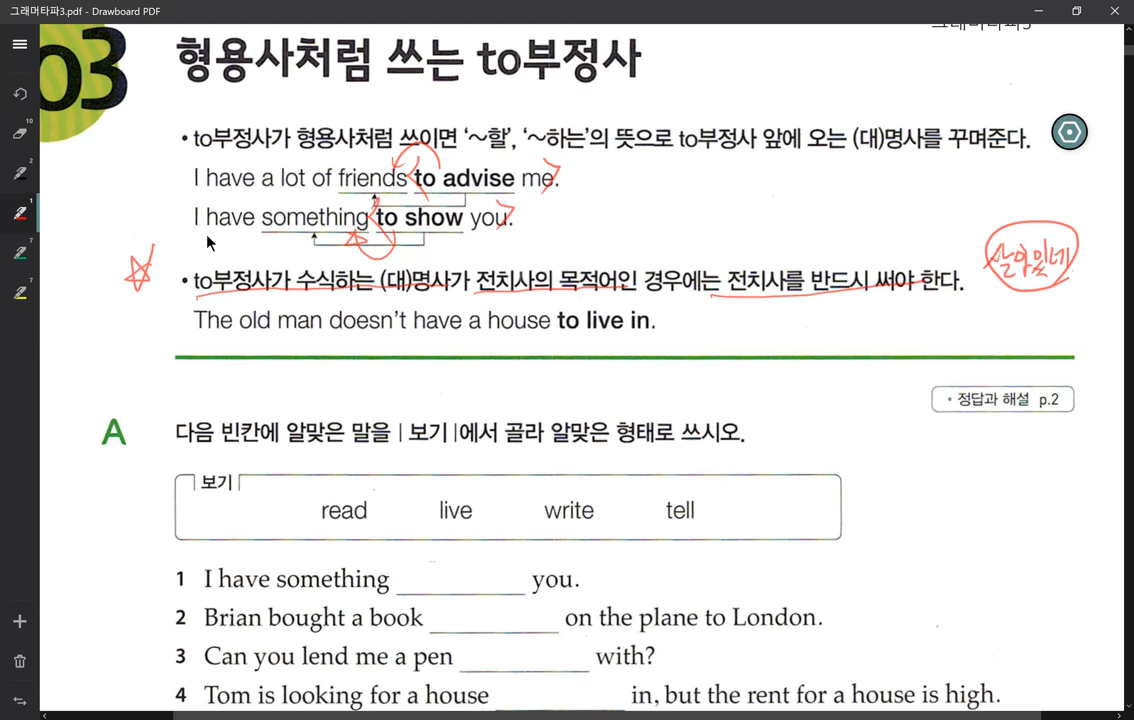 그래머타파3.pdf - Drawboard PDF
03 형용사처럼 쓰는 to부정사
• to부정사가 형용사처럼 쓰이면 ‘~할’, ‘~하는’의 뜻으로 to부정사 앞에 오는 (대)명사를 꾸며준다.
I have a lot of friends to advise me.
I have something to show you.
살아있네
• to부정사가 수식하는 (대)명사가 전치사의 목적어인 경우에는 전치사를 반드시 써야 한다.
The old man doesn’t have a house to live in.
• 정답과 해설 p.2
A 다음 빈칸에 알맞은 말을 | 보기 |에서 골라 알맞은 형태로 쓰시오.
보기
read live write tell
1 I have something ________ you.
2 Brian bought a book ________ on the plane to London.
3 Can you lend me a pen ________ with?
4 Tom is looking for a house ________ in, but the rent for a house is high.
10
2
1
7
7